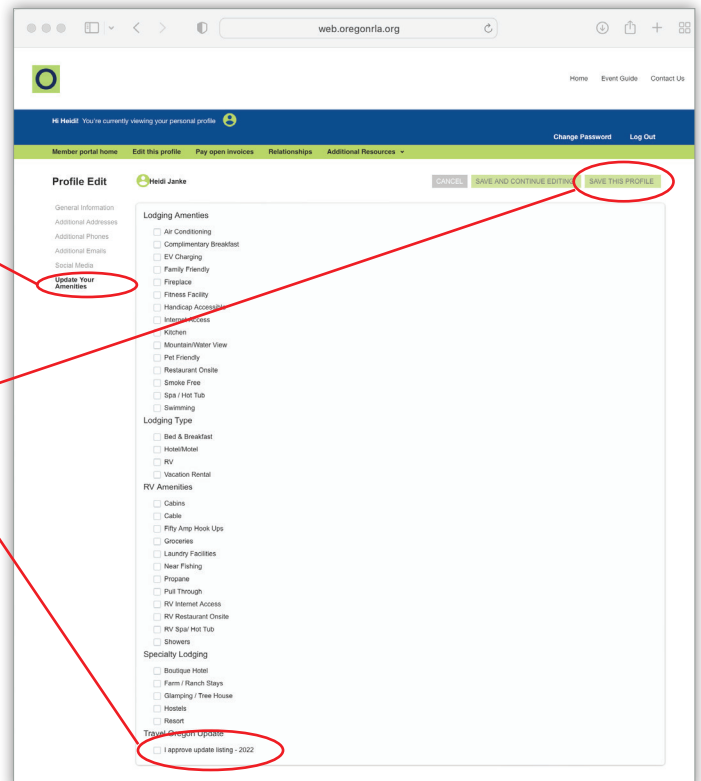 web.oregonrla.org
Home Event Guide Contact Us
Hi Heidi! You're currently viewing your personal profile
Change Password Log Out
Member portal home Edit this profile Pay open invoices Relationships Additional Resources
Profile Edit
Heidi Janke
CANCEL SAVE AND CONTINUE EDITING SAVE THIS PROFILE
General Information
Additional Addresses
Additional Phones
Additional Emails
Social Media
Update Your
Amenities
Lodging Amenties
Air Conditioning
Complimentary Breakfast
EV Charging
Family Friendly
Fireplace
Fitness Facility
Handicap Accessible
Internet Access
Kitchen
Mountain/Water View
Pet Friendly
Restaurant Onsite
Smoke Free
Spa / Hot Tub
Swimming
Lodging Type
Bed & Breakfast
Hotel/Motel
RV
Vacation Rental
RV Amenities
Cabins
Cable
Fifty Amp Hook Ups
Groceries
Laundry Facilities
Near Fishing
Propane
Pull Through
RV Internet Access
RV Restaurant Onsite
RV Spa/ Hot Tub
Showers
Specialty Lodging
Boutique Hotel
Farm / Ranch Stays
Glamping / Tree House
Hostels
Resort
Travel Oregon Update
I approve update listing - 2022